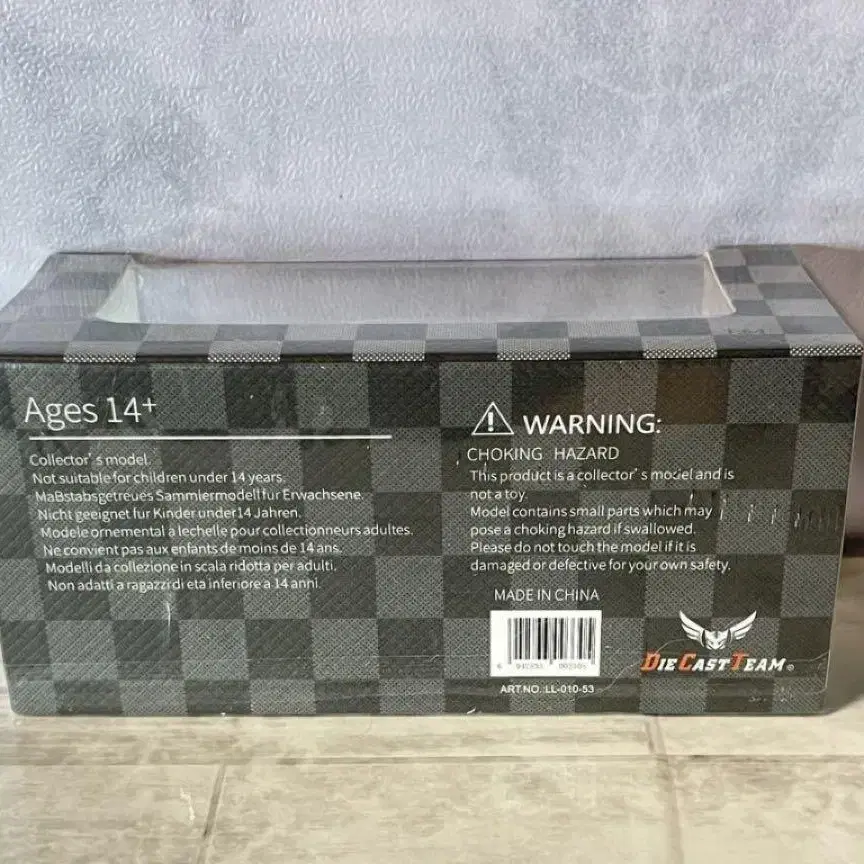 Ages 14+
Collector's model.
Not suitable for children under 14 years.
Maßstabsgetreues Sammlermodell für Erwachsene.
Nicht geeignet für Kinder under 14 Jahren.
Modele ornemental a lechelle pour collectionneurs adultes.
Ne convient pas aux enfants de moins de 14 ans.
Modelli da collezione in scala ridotta per adulti.
Non adatti a ragazzi di eta inferiore a 14 anni.
WARNING:
CHOKING HAZARD
This product is a collector's model and is
not a toy.
Model contains small parts which may
pose a choking hazard if swallowed.
Please do not touch the model if it is
damaged or defective for your own safety.
MADE IN CHINA
ART.NO. LL-010-53
DIE CAST TEAM